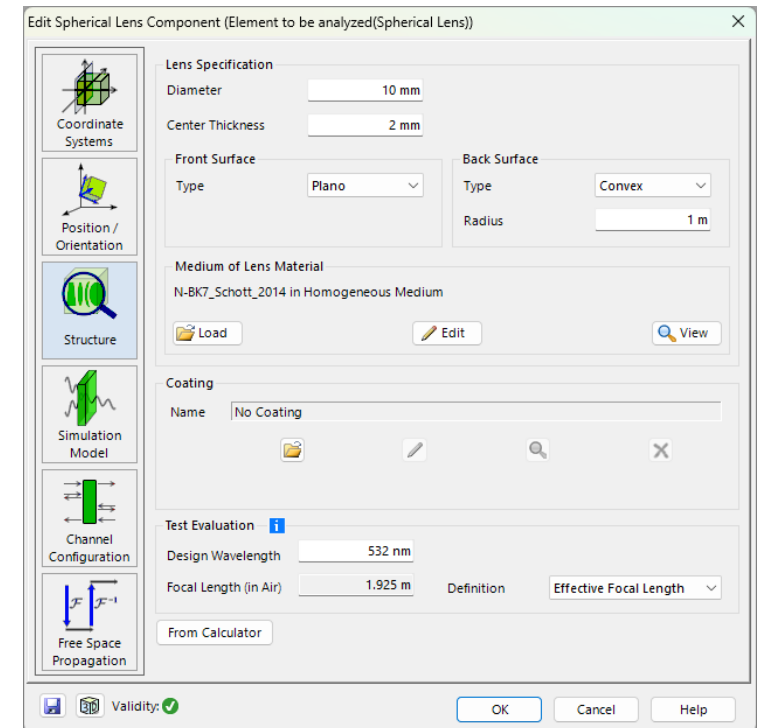 Edit Spherical Lens Component (Element to be analyzed(Spherical Lens))
Coordinate
Systems
Position /
Orientation
Structure
Simulation
Model
Channel
Configuration
ℱ ℱ⁻¹
Free Space
Propagation
Lens Specification
Diameter 10 mm
Center Thickness 2 mm
Front Surface
Type Plano
Back Surface
Type Convex
Radius 1 m
Medium of Lens Material
N-BK7_Schott_2014 in Homogeneous Medium
Load Edit View
Coating
Name No Coating
Test Evaluation i
Design Wavelength 532 nm
Focal Length (in Air) 1.925 m Definition Effective Focal Length
From Calculator
3D Validity: OK Cancel Help